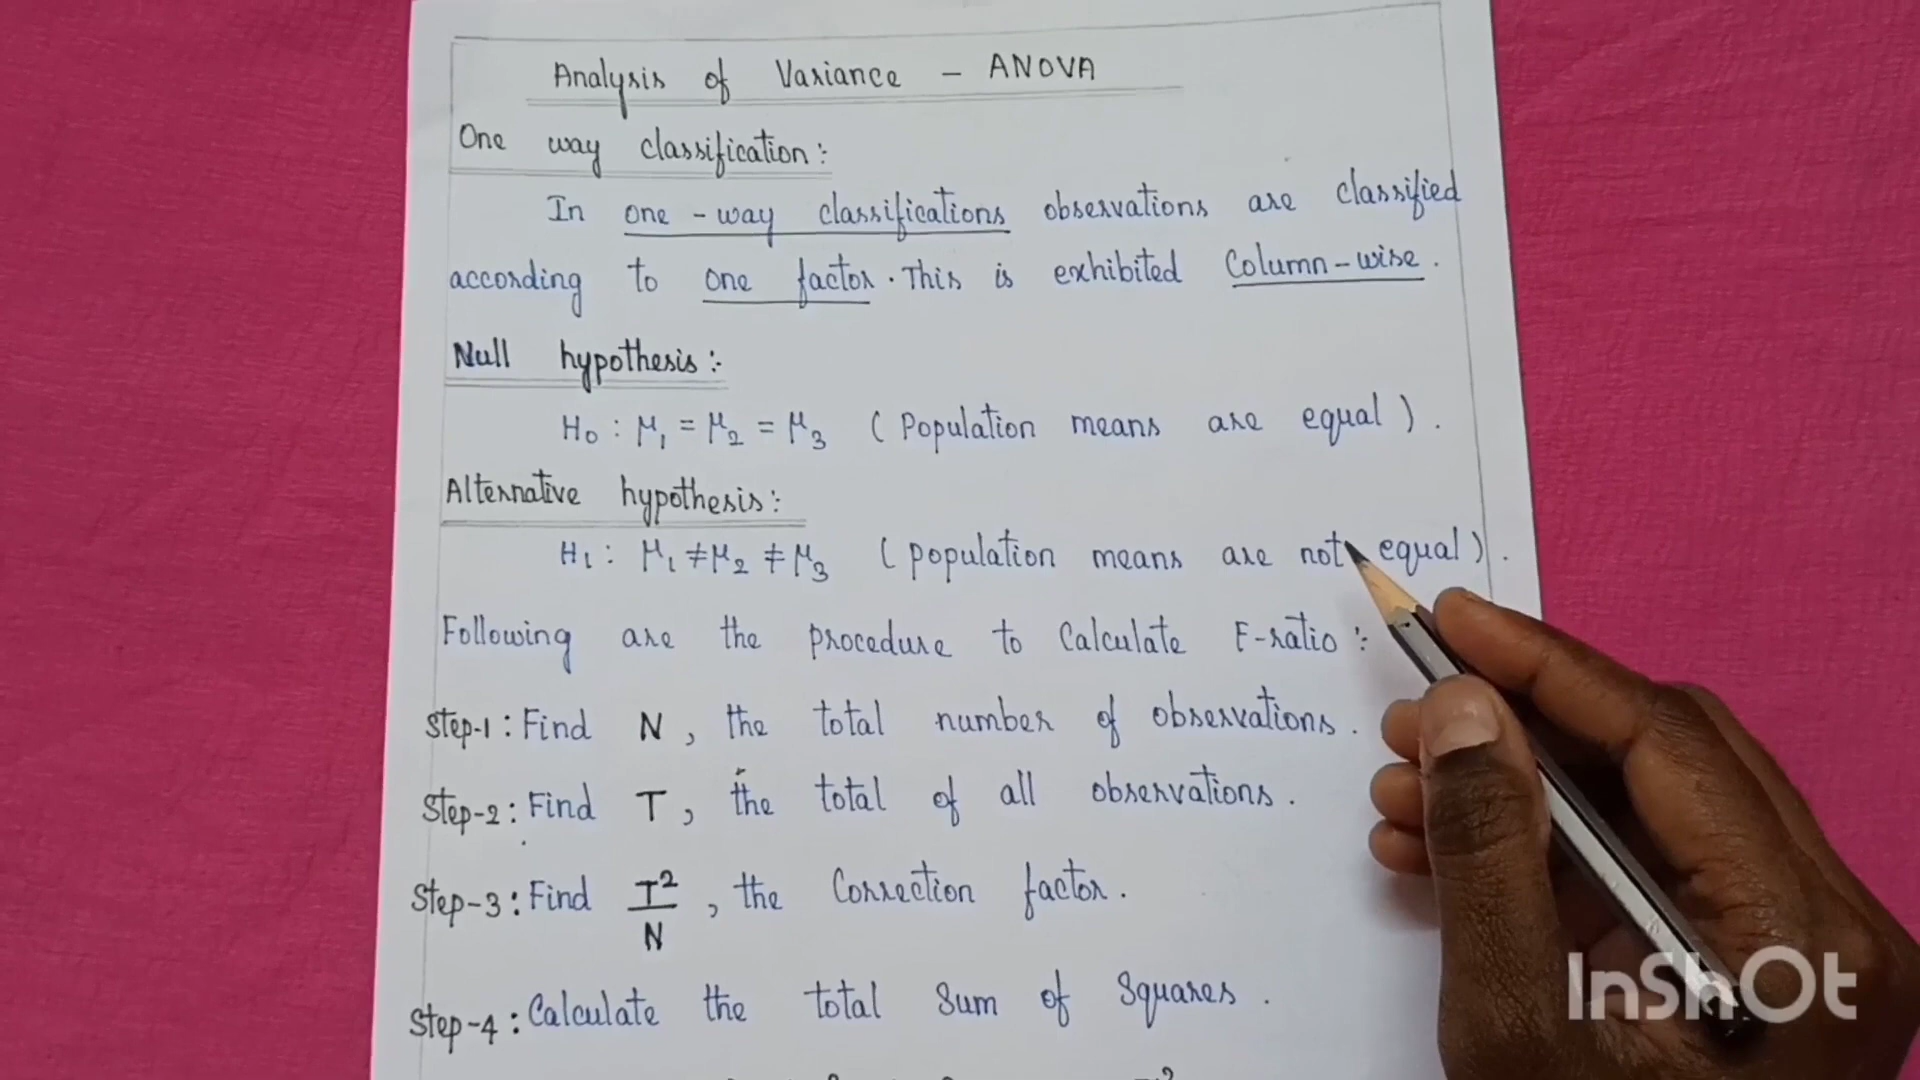 Analysis of Variance - ANOVA
One way classification:-
In one-way classifications observations are classified
according to one factor. This is exhibited Column-wise.
Null hypothesis:-
H₀ : μ₁ = μ₂ = μ₃ (Population means are equal).
Alternative hypothesis:-
H₁ : μ₁ ≠ μ₂ ≠ μ₃ (population means are not equal).
Following are the procedure to Calculate F-ratio:-
Step-1 : Find N, the total number of observations.
Step-2 : Find T, the total of all observations.
Step-3 : Find T²/N, the Correction factor.
Step-4 : Calculate the total Sum of Squares.
InShOt